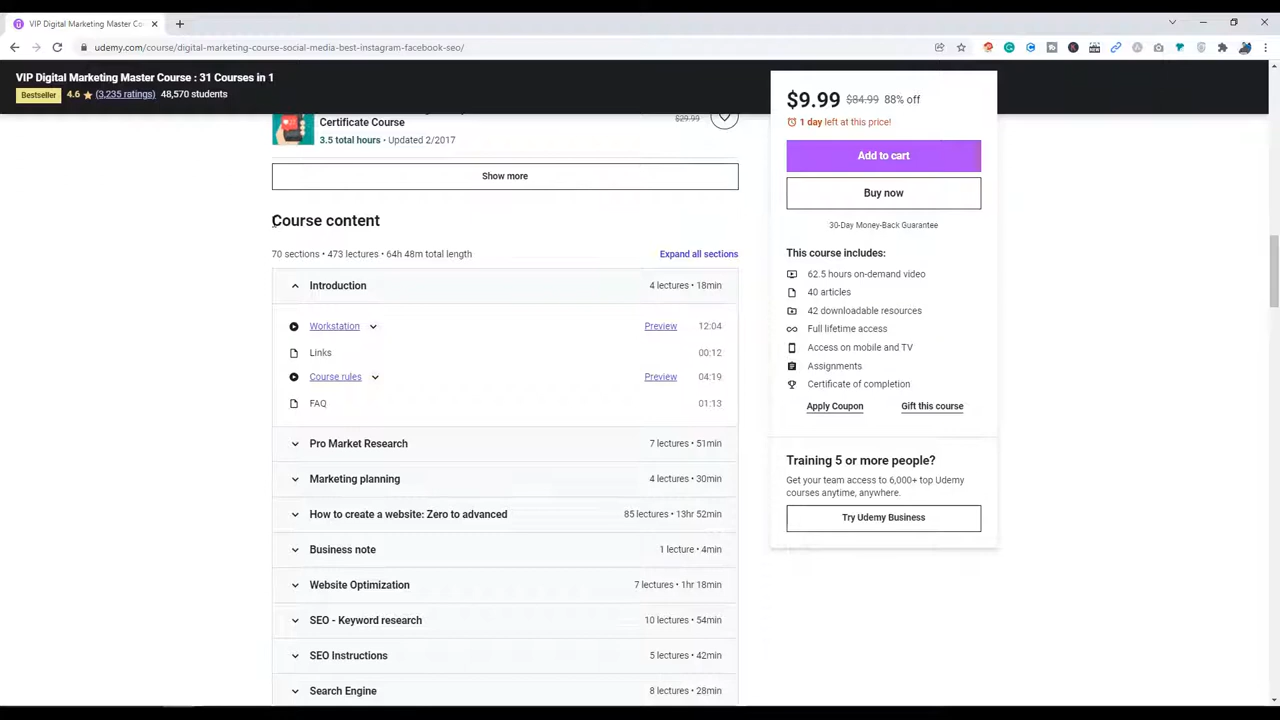 VIP Digital Marketing Master Co
udemy.com/course/digital-marketing-course-social-media-best-instagram-facebook-seo/
VIP Digital Marketing Master Course : 31 Courses in 1
Bestseller 4.6 (3,235 ratings) 48,570 students
Certificate Course
$29.99
3.5 total hours • Updated 2/2017
Show more
Course content
70 sections • 473 lectures • 64h 48m total length
Expand all sections
Introduction 4 lectures • 18min
Workstation Preview 12:04
Links 00:12
Course rules Preview 04:19
FAQ 01:13
Pro Market Research 7 lectures • 51min
Marketing planning 4 lectures • 30min
How to create a website: Zero to advanced 85 lectures • 13hr 52min
Business note 1 lecture • 4min
Website Optimization 7 lectures • 1hr 18min
SEO - Keyword research 10 lectures • 54min
SEO Instructions 5 lectures • 42min
Search Engine 8 lectures • 28min
$9.99 $84.99 88% off
1 day left at this price!
Add to cart
Buy now
30-Day Money-Back Guarantee
This course includes:
62.5 hours on-demand video
40 articles
42 downloadable resources
Full lifetime access
Access on mobile and TV
Assignments
Certificate of completion
Apply Coupon Gift this course
Training 5 or more people?
Get your team access to 6,000+ top Udemy
courses anytime, anywhere.
Try Udemy Business